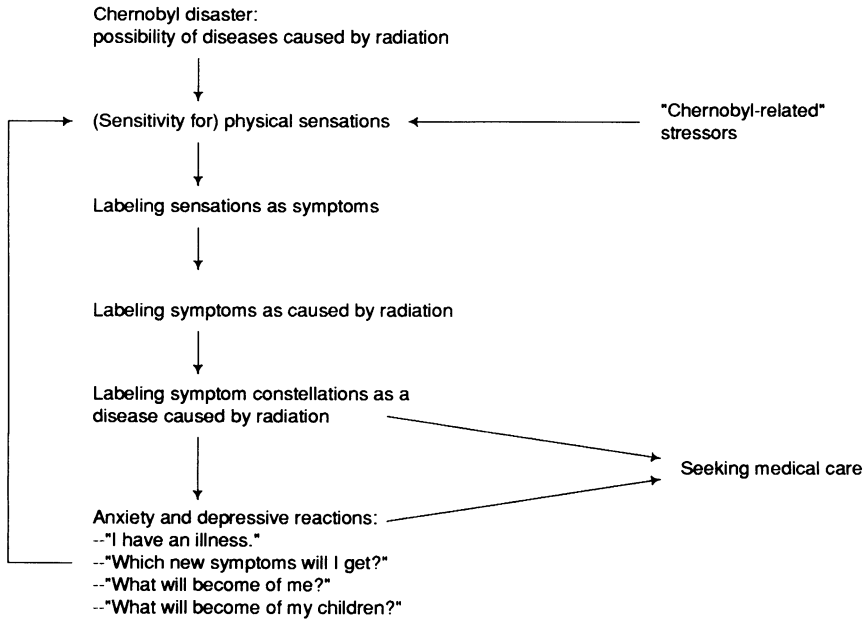 Chernobyl disaster:
possibility of diseases caused by radiation
(Sensitivity for) physical sensations
"Chernobyl-related"
stressors
Labeling sensations as symptoms
Labeling symptoms as caused by radiation
Labeling symptom constellations as a
disease caused by radiation
Seeking medical care
Anxiety and depressive reactions:
--"I have an illness."
--"Which new symptoms will I get?"
--"What will become of me?"
--"What will become of my children?"